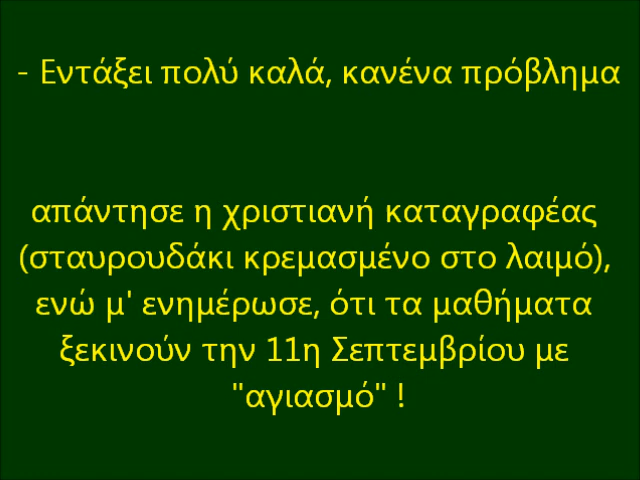 - Εντάξει πολύ καλά, κανένα πρόβλημα
απάντησε η χριστιανή καταγραφέας
(σταυρουδάκι κρεμασμένο στο λαιμό),
ενώ μ' ενημέρωσε, ότι τα μαθήματα
ξεκινούν την 11η Σεπτεμβρίου με
"αγιασμό" !